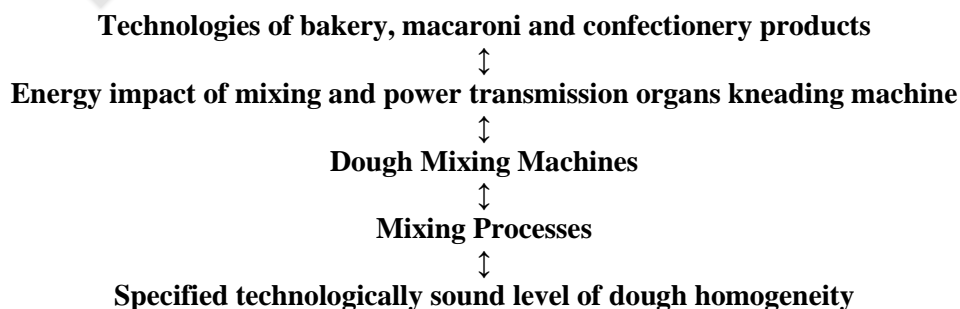 Technologies of bakery, macaroni and confectionery products
↕
Energy impact of mixing and power transmission organs kneading machine
↕
Dough Mixing Machines
↕
Mixing Processes
↕
Specified technologically sound level of dough homogeneity